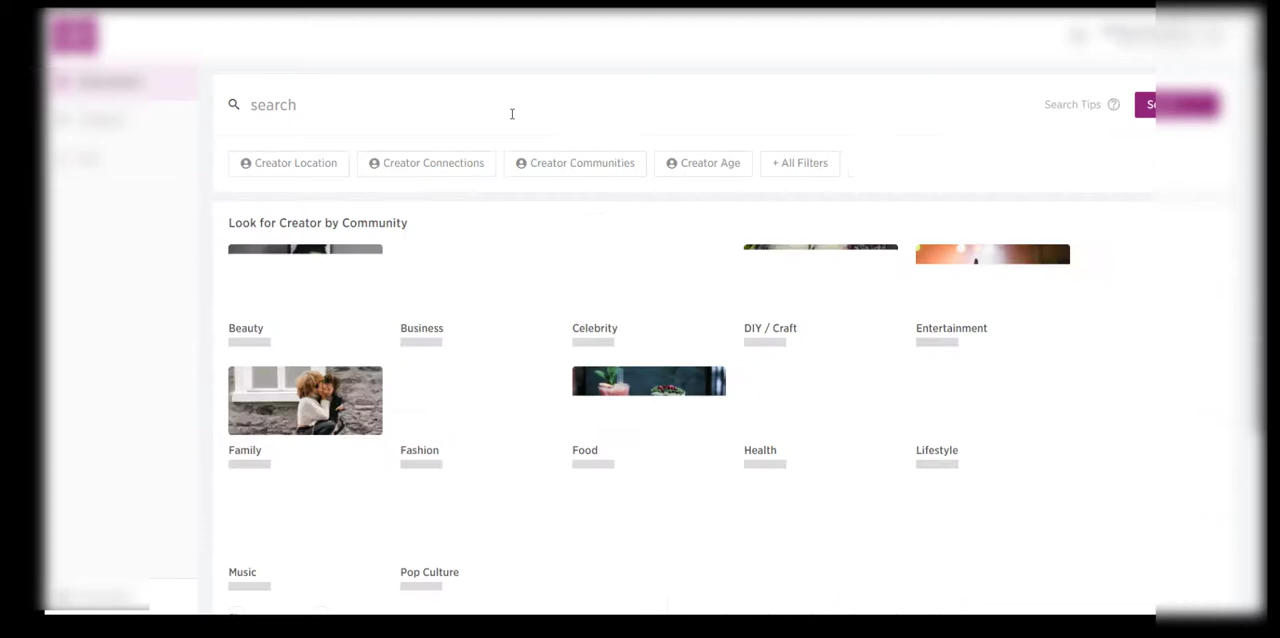 search
Search Tips
Creator Location
Creator Connections
Creator Communities
Creator Age
+ All Filters
Look for Creator by Community
Beauty
Business
Celebrity
DIY / Craft
Entertainment
Family
Fashion
Food
Health
Lifestyle
Music
Pop Culture